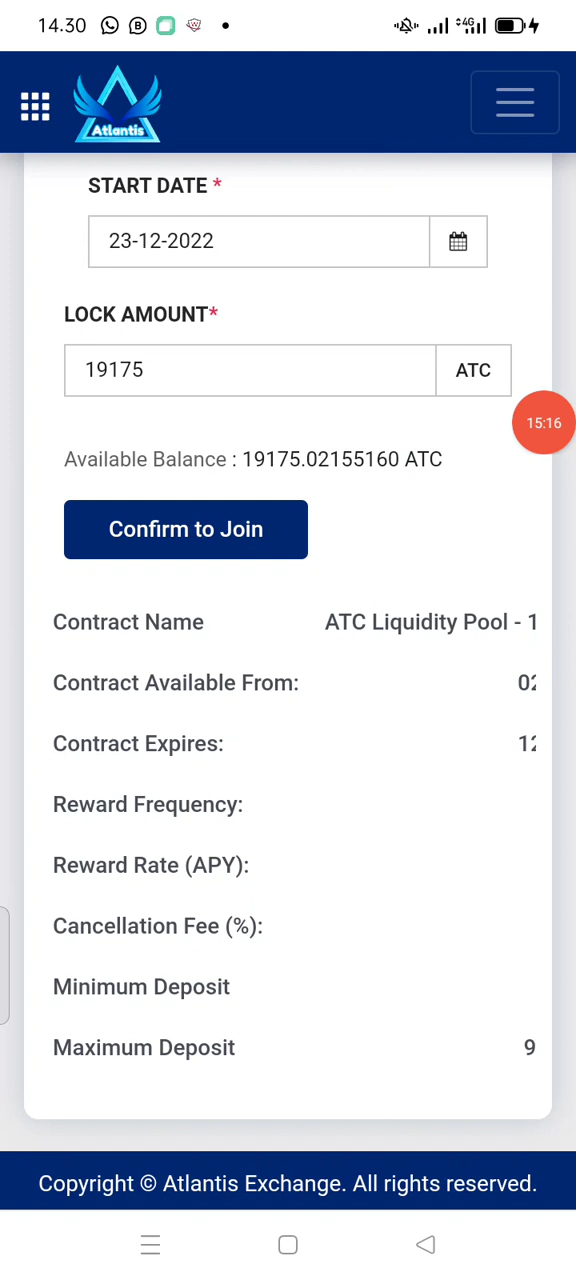 14.30
4G
Atlantis
START DATE *
23-12-2022
LOCK AMOUNT*
19175 ATC
15:16
Available Balance : 19175.02155160 ATC
Confirm to Join
Contract Name ATC Liquidity Pool - 1
Contract Available From: 02
Contract Expires: 12
Reward Frequency:
Reward Rate (APY):
Cancellation Fee (%):
Minimum Deposit
Maximum Deposit 9
Copyright © Atlantis Exchange. All rights reserved.